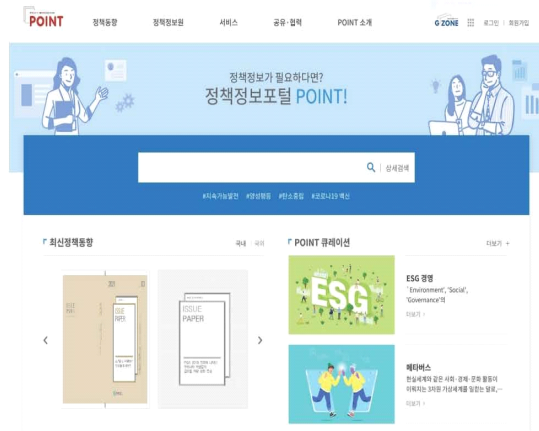 POINT
정책동향 정책정보원 서비스 공유·협력 POINT 소개
G ZONE 로그인 | 회원가입
정책정보가 필요하다면?
정책정보포털 POINT!
상세검색
#지속가능발전 #양성평등 #탄소중립 #코로나19 백신
최신정책동향
국내 국외
ISSUE
PAPER
ISSUE
PAPER
POINT 큐레이션
더보기 +
ESG
ESG 경영
`Environment', 'Social',
'Governance'의
더보기 >
메타버스
현실세계와 같은 사회·경제·문화 활동이
이뤄지는 3차원 가상세계를 일컫는 말로,…
더보기 >